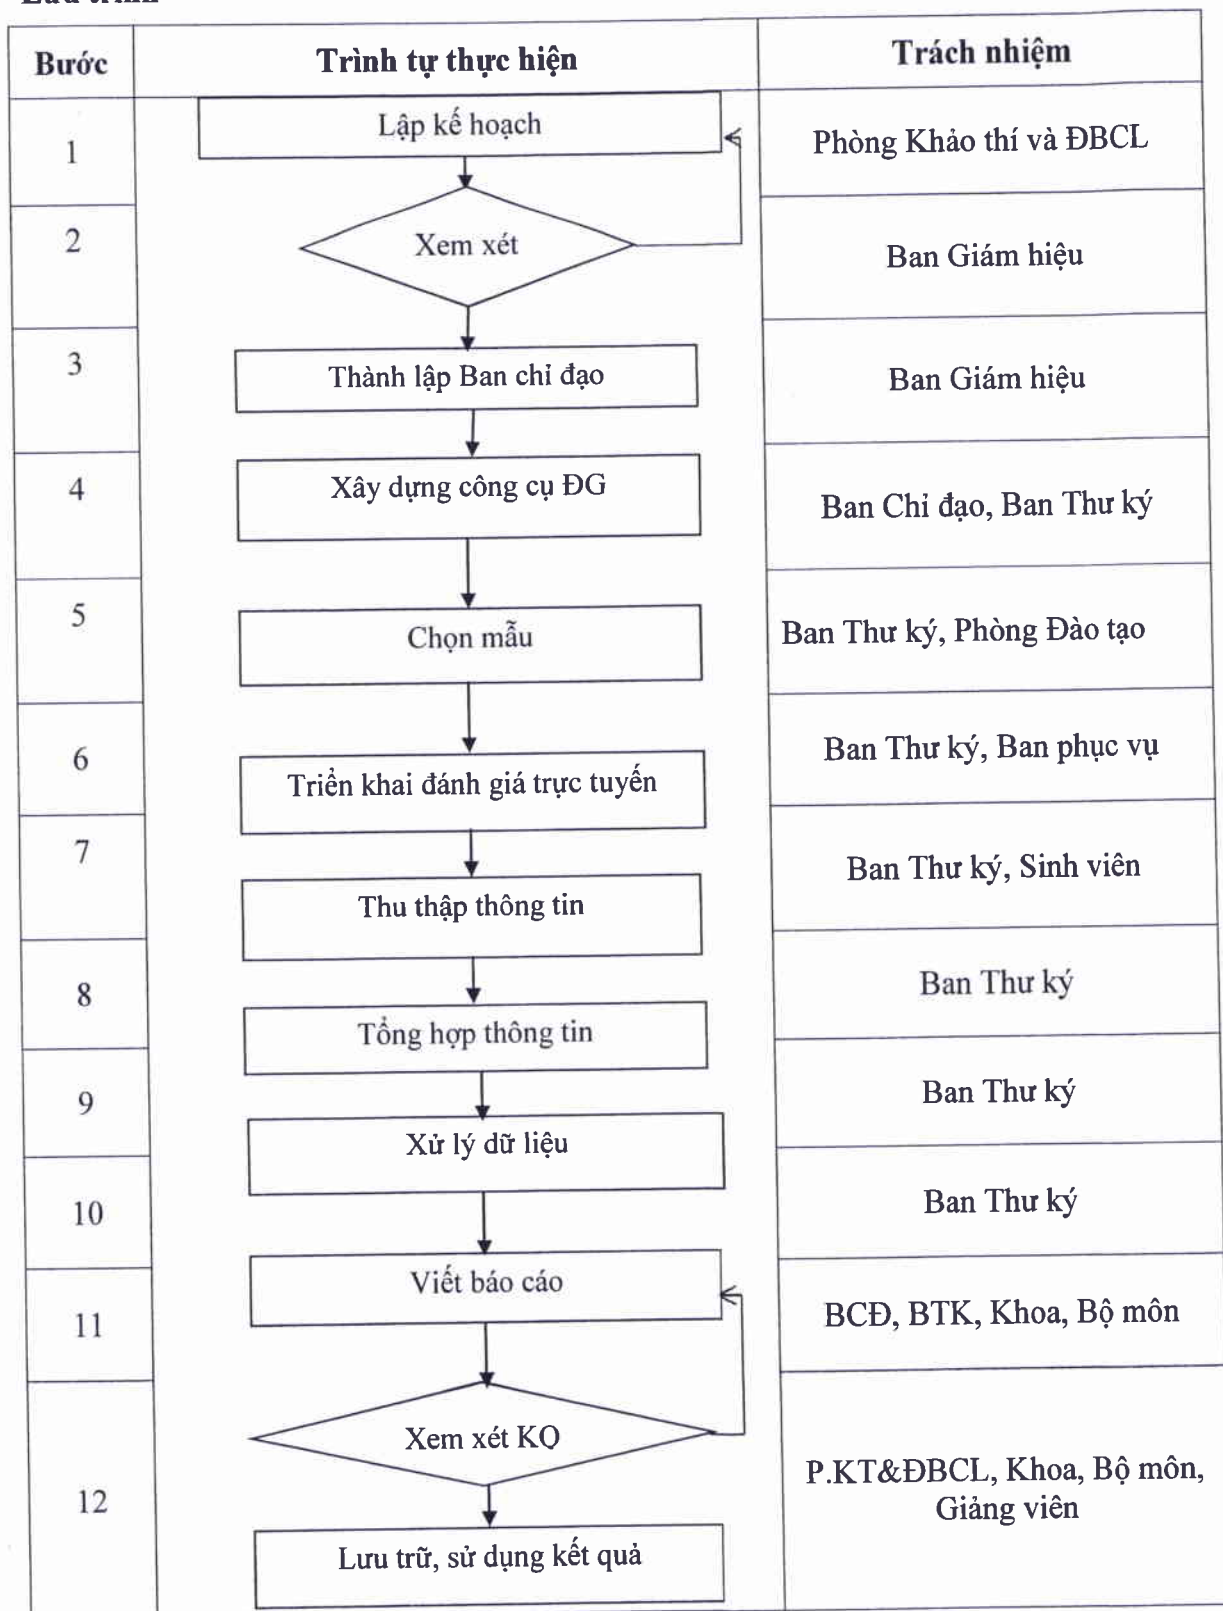 Lưu trình
Bước Trình tự thực hiện Trách nhiệm
1 Lập kế hoạch Phòng Khảo thí và ĐBCL
2 Xem xét Ban Giám hiệu
3 Thành lập Ban chỉ đạo Ban Giám hiệu
4 Xây dựng công cụ ĐG Ban Chỉ đạo, Ban Thư ký
5 Chọn mẫu Ban Thư ký, Phòng Đào tạo
6 Triển khai đánh giá trực tuyến Ban Thư ký, Ban phục vụ
7 Thu thập thông tin Ban Thư ký, Sinh viên
8 Tổng hợp thông tin Ban Thư ký
9 Xử lý dữ liệu Ban Thư ký
10 Viết báo cáo Ban Thư ký
11 Xem xét KQ BCĐ, BTK, Khoa, Bộ môn
12 Lưu trữ, sử dụng kết quả P.KT&ĐBCL, Khoa, Bộ môn,
Giảng viên